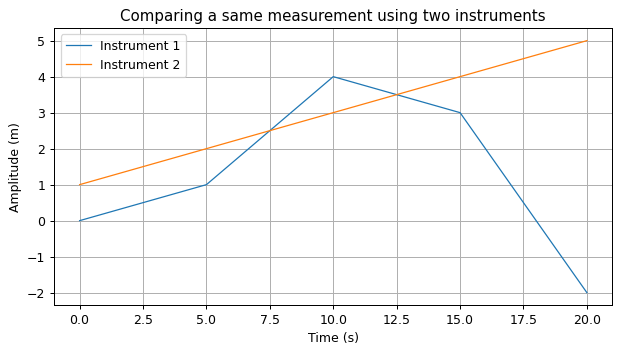 Comparing a same measurement using two instruments
Instrument 1
Instrument 2
5
4
3
2
1
0
−1
−2
Amplitude (m)
0.0 2.5 5.0 7.5 10.0 12.5 15.0 17.5 20.0
Time (s)